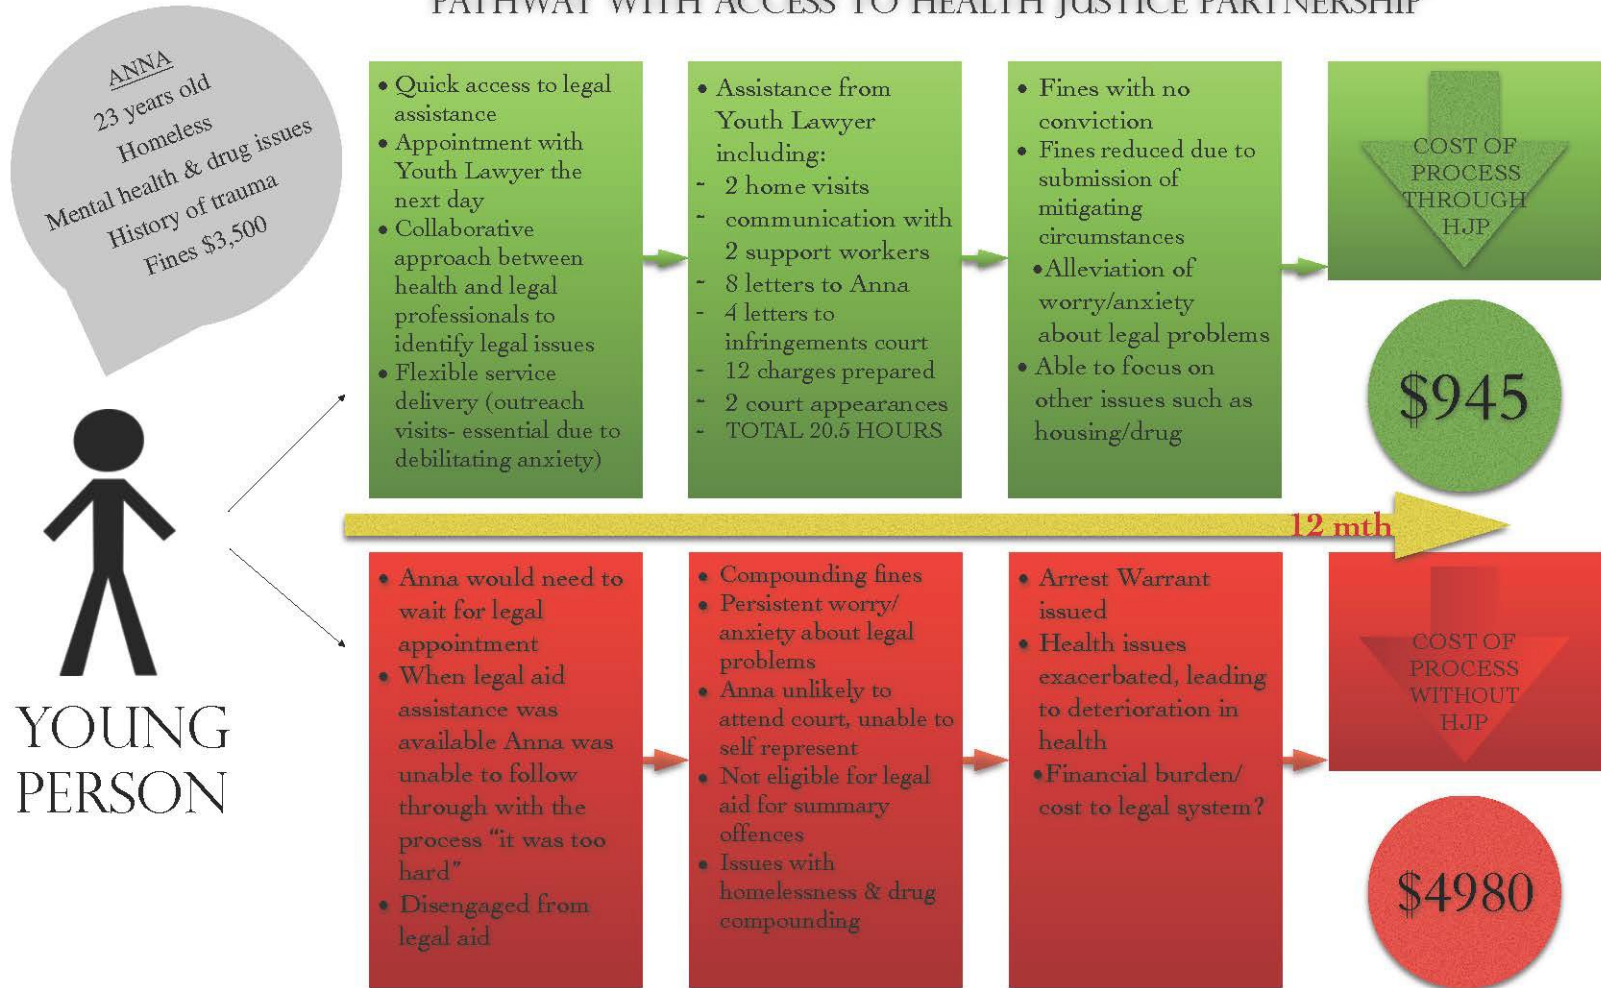 PATHWAY WITH ACCESS TO HEALTH JUSTICE PARTNERSHIP
ANNA
23 years old
Homeless
Mental health & drug issues
History of trauma
Fines $3,500
YOUNG
PERSON
• Quick access to legal
assistance
• Appointment with
Youth Lawyer the
next day
• Collaborative
approach between
health and legal
professionals to
identify legal issues
• Flexible service
delivery (outreach
visits- essential due to
debilitating anxiety)
• Assistance from
Youth Lawyer
including:
- 2 home visits
- communication with
2 support workers
- 8 letters to Anna
- 4 letters to
infringements court
- 12 charges prepared
- 2 court appearances
- TOTAL 20.5 HOURS
• Fines with no
conviction
• Fines reduced due to
submission of
mitigating
circumstances
•Alleviation of
worry/anxiety
about legal problems
• Able to focus on
other issues such as
housing/drug
COST OF
PROCESS
THROUGH
HJP
$945
12 mth
• Anna would need to
wait for legal
appointment
• When legal aid
assistance was
available Anna was
unable to follow
through with the
process “it was too
hard”
• Disengaged from
legal aid
• Compounding fines
• Persistent worry/
anxiety about legal
problems
• Anna unlikely to
attend court, unable to
self represent
• Not eligible for legal
aid for summary
offences
• Issues with
homelessness & drug
compounding
• Arrest Warrant
issued
• Health issues
exacerbated, leading
to deterioration in
health
•Financial burden/
cost to legal system?
COST OF
PROCESS
WITHOUT
HJP
$4980